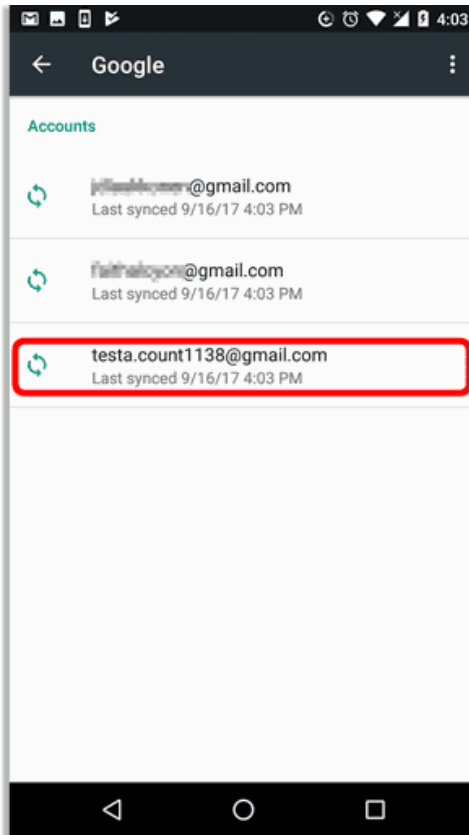 4:03
Google
Accounts
@gmail.com
Last synced 9/16/17 4:03 PM
@gmail.com
Last synced 9/16/17 4:03 PM
testa.count1138@gmail.com
Last synced 9/16/17 4:03 PM